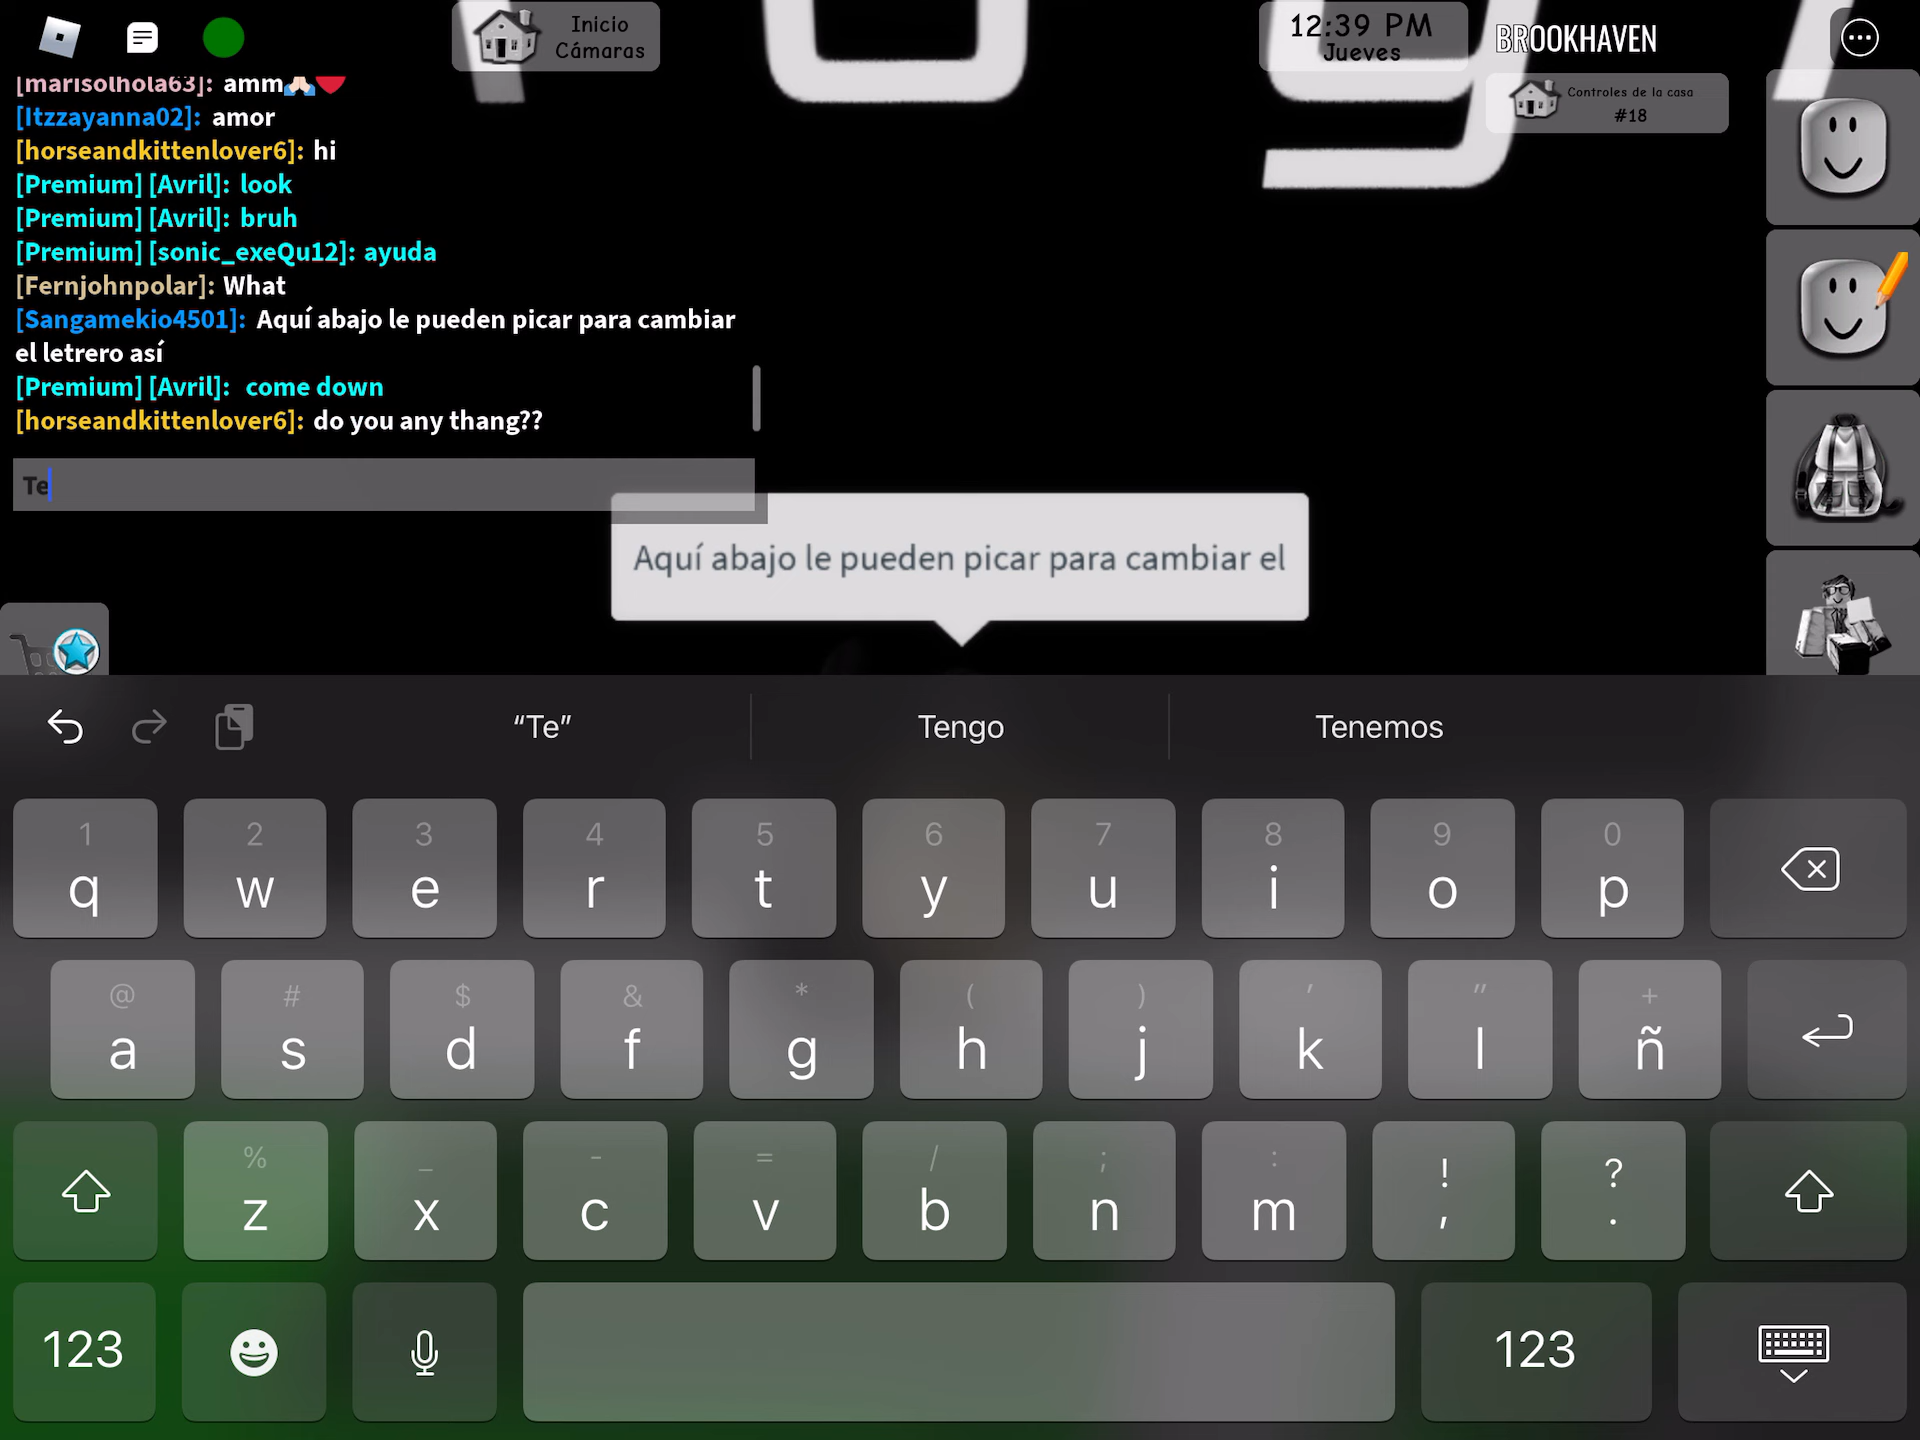 Inicio
Cámaras
12:39 PM
Jueves
BROOKHAVEN
Controles de la casa
#18
[marisolhola63]: amm🙏🏻❤️
[Itzzayanna02]: amor
[horseandkittenlover6]: hi
[Premium] [Avril]: look
[Premium] [Avril]: bruh
[Premium] [sonic_exeQu12]: ayuda
[Fernjohnpolar]: What
[Sangamekio4501]: Aquí abajo le pueden picar para cambiar
el letrero así
[Premium] [Avril]: come down
[horseandkittenlover6]: do you any thang??
Te
Aquí abajo le pueden picar para cambiar el
“Te” Tengo Tenemos
1 2 3 4 5 6 7 8 9 0
q w e r t y u i o p
@ # $ & * ( ) ' " +
a s d f g h j k l ñ
% _ - = / ; : ! ?
z x c v b n m , .
123 123